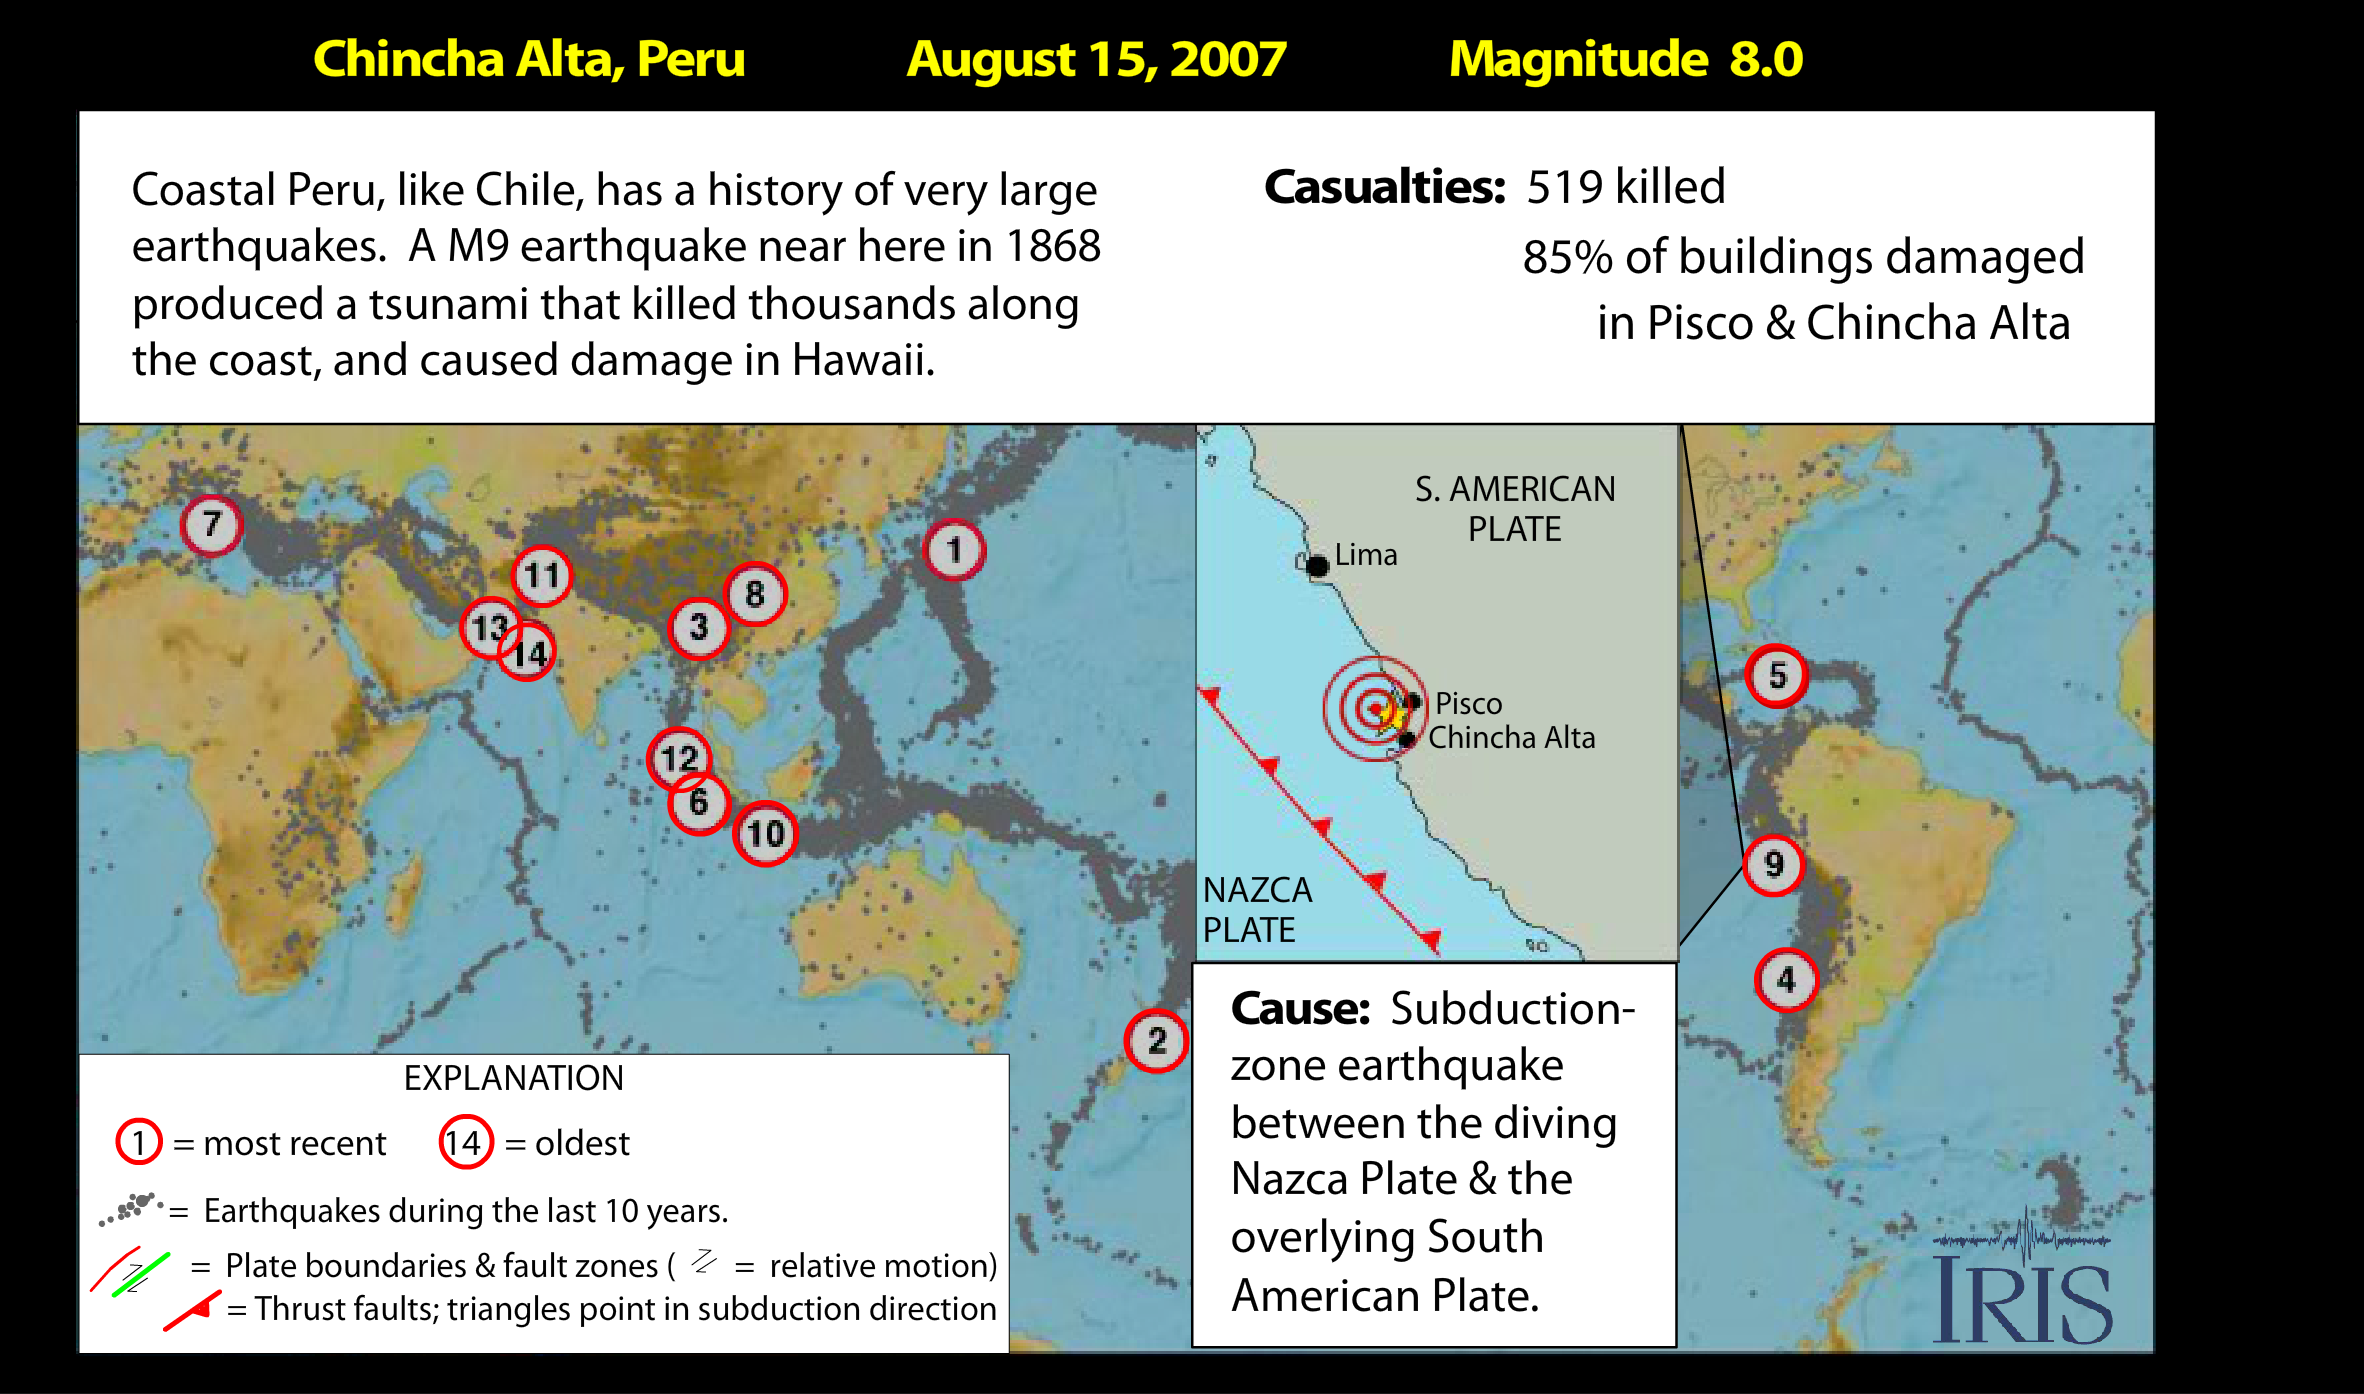 Chincha Alta, Peru August 15, 2007 Magnitude 8.0
Coastal Peru, like Chile, has a history of very large
earthquakes. A M9 earthquake near here in 1868
produced a tsunami that killed thousands along
the coast, and caused damage in Hawaii.
Casualties: 519 killed
85% of buildings damaged
in Pisco & Chincha Alta
7
11
13
14
3
8
1
12
6
10
2
S. AMERICAN
PLATE
Lima
Pisco
Chincha Alta
NAZCA
PLATE
5
9
4
Cause: Subduction-
zone earthquake
between the diving
Nazca Plate & the
overlying South
American Plate.
EXPLANATION
1 = most recent 14 = oldest
= Earthquakes during the last 10 years.
= Plate boundaries & fault zones ( = relative motion)
= Thrust faults; triangles point in subduction direction
IRIS